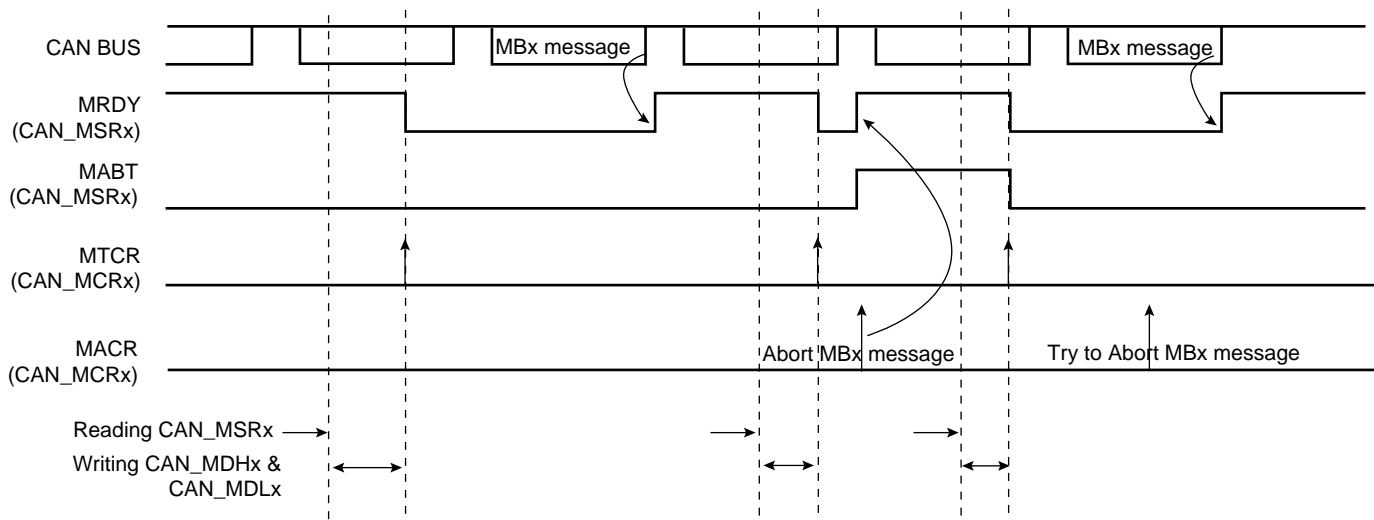 CAN BUS
MBx message
MBx message
MRDY
(CAN_MSRx)
MABT
(CAN_MSRx)
MTCR
(CAN_MCRx)
MACR
(CAN_MCRx)
Abort MBx message
Try to Abort MBx message
Reading CAN_MSRx
Writing CAN_MDHx &
CAN_MDLx